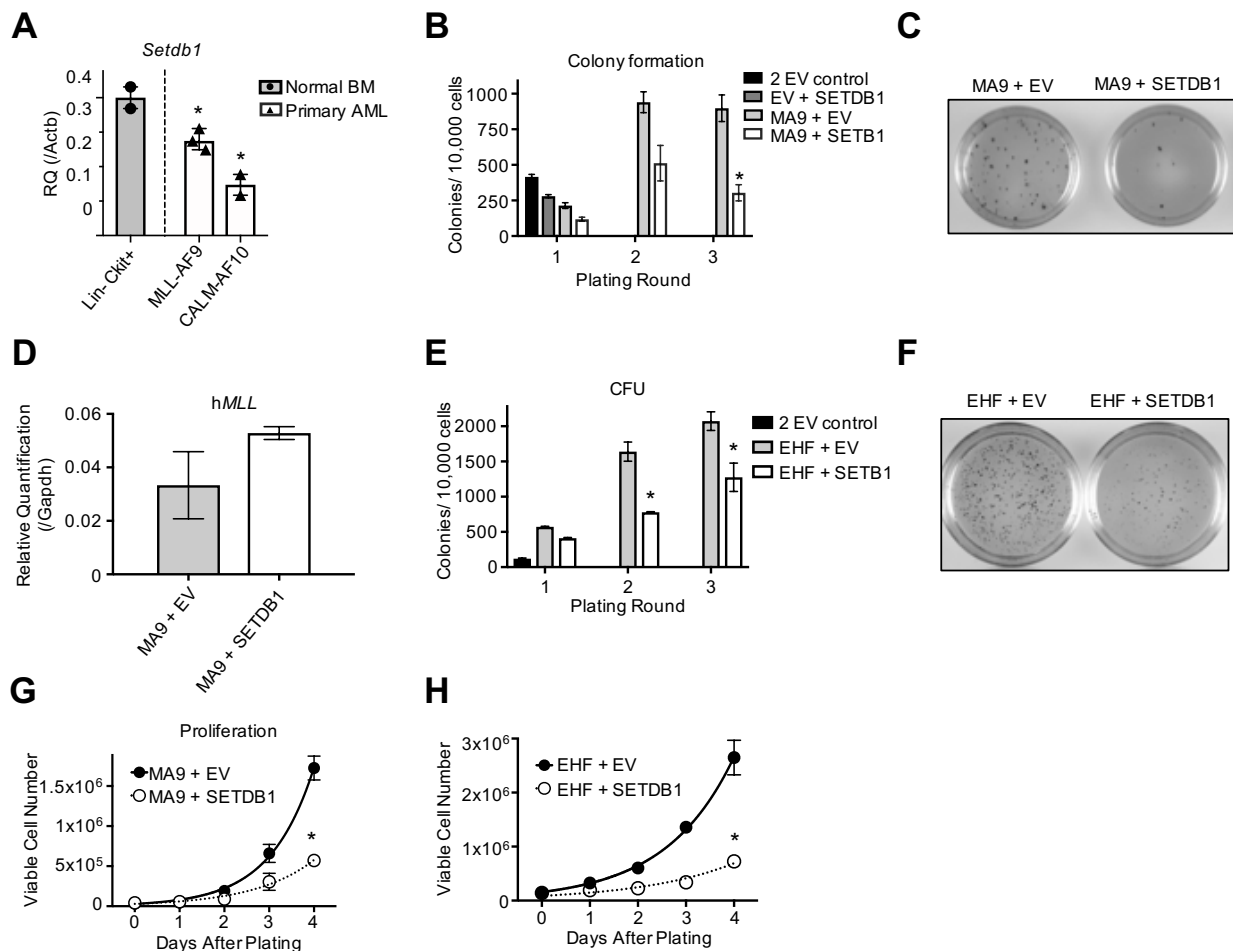 A
Setdb1
RQ (/Actb)
0.4
0.3
0.2
0.1
0
*
*
Normal BM
Primary AML
Lin- Ckit+
MLL-AF9
CALM-AF10
B
Colony formation
Colonies/ 10,000 cells
1000
750
500
250
0
*
2 EV control
EV + SETDB1
MA9 + EV
MA9 + SETB1
1 2 3
Plating Round
C
MA9 + EV MA9 + SETDB1
D
hMLL
Relative Quantification
(/Gapdh)
0.06
0.04
0.02
0
MA9 + EV
MA9 + SETDB1
E
CFU
Colonies/ 10,000 cells
2000
1500
1000
500
0
*
*
2 EV control
EHF + EV
EHF + SETB1
1 2 3
Plating Round
F
EHF + EV EHF + SETDB1
G
Proliferation
Viable Cell Number
1.5x10⁶
1x10⁶
5x10⁵
0
MA9 + EV
MA9 + SETDB1
*
0 1 2 3 4
Days After Plating
H
Viable Cell Number
3x10⁶
2x10⁶
1x10⁶
0
EHF + EV
EHF + SETDB1
*
0 1 2 3 4
Days After Plating